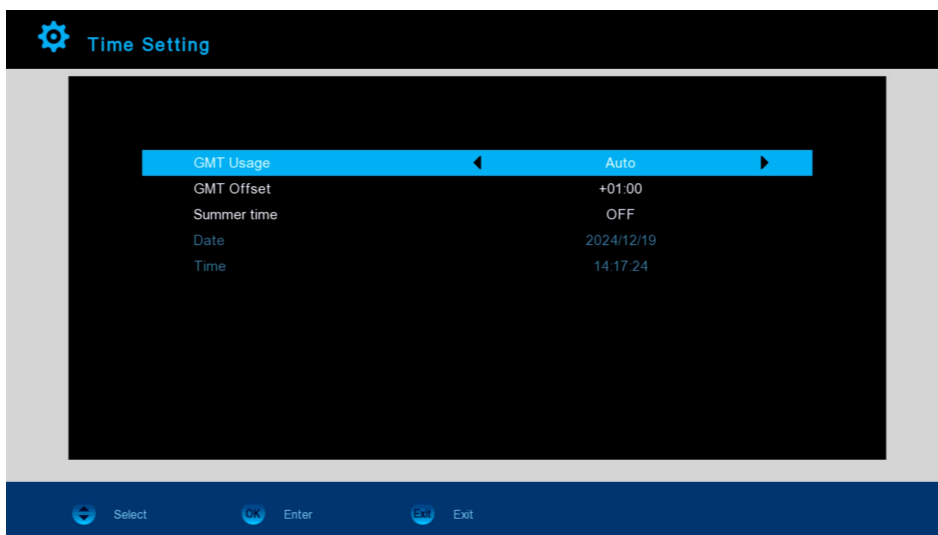 Time Setting
GMT Usage Auto
GMT Offset +01:00
Summer time OFF
Date 2024/12/19
Time 14:17:24
Select OK Enter Exit Exit